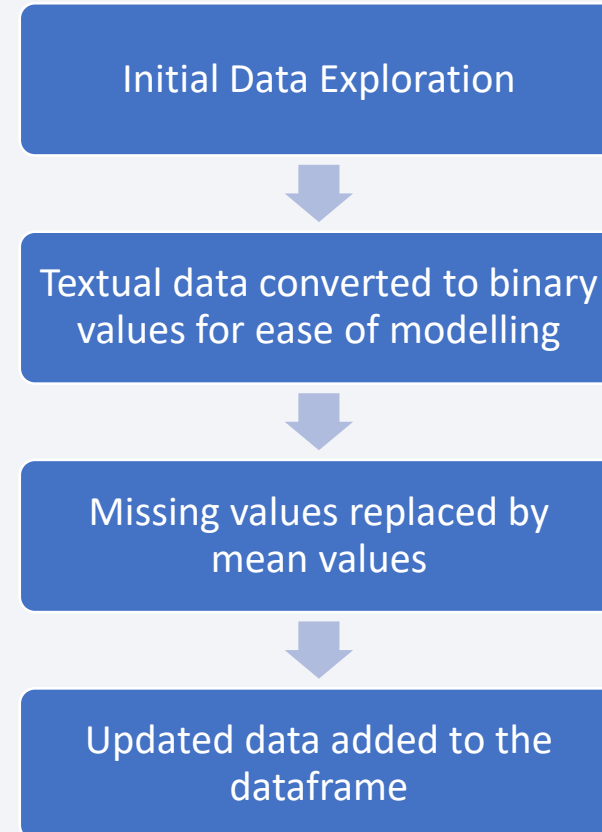 Initial Data Exploration
Textual data converted to binary
values for ease of modelling
Missing values replaced by
mean values
Updated data added to the
dataframe